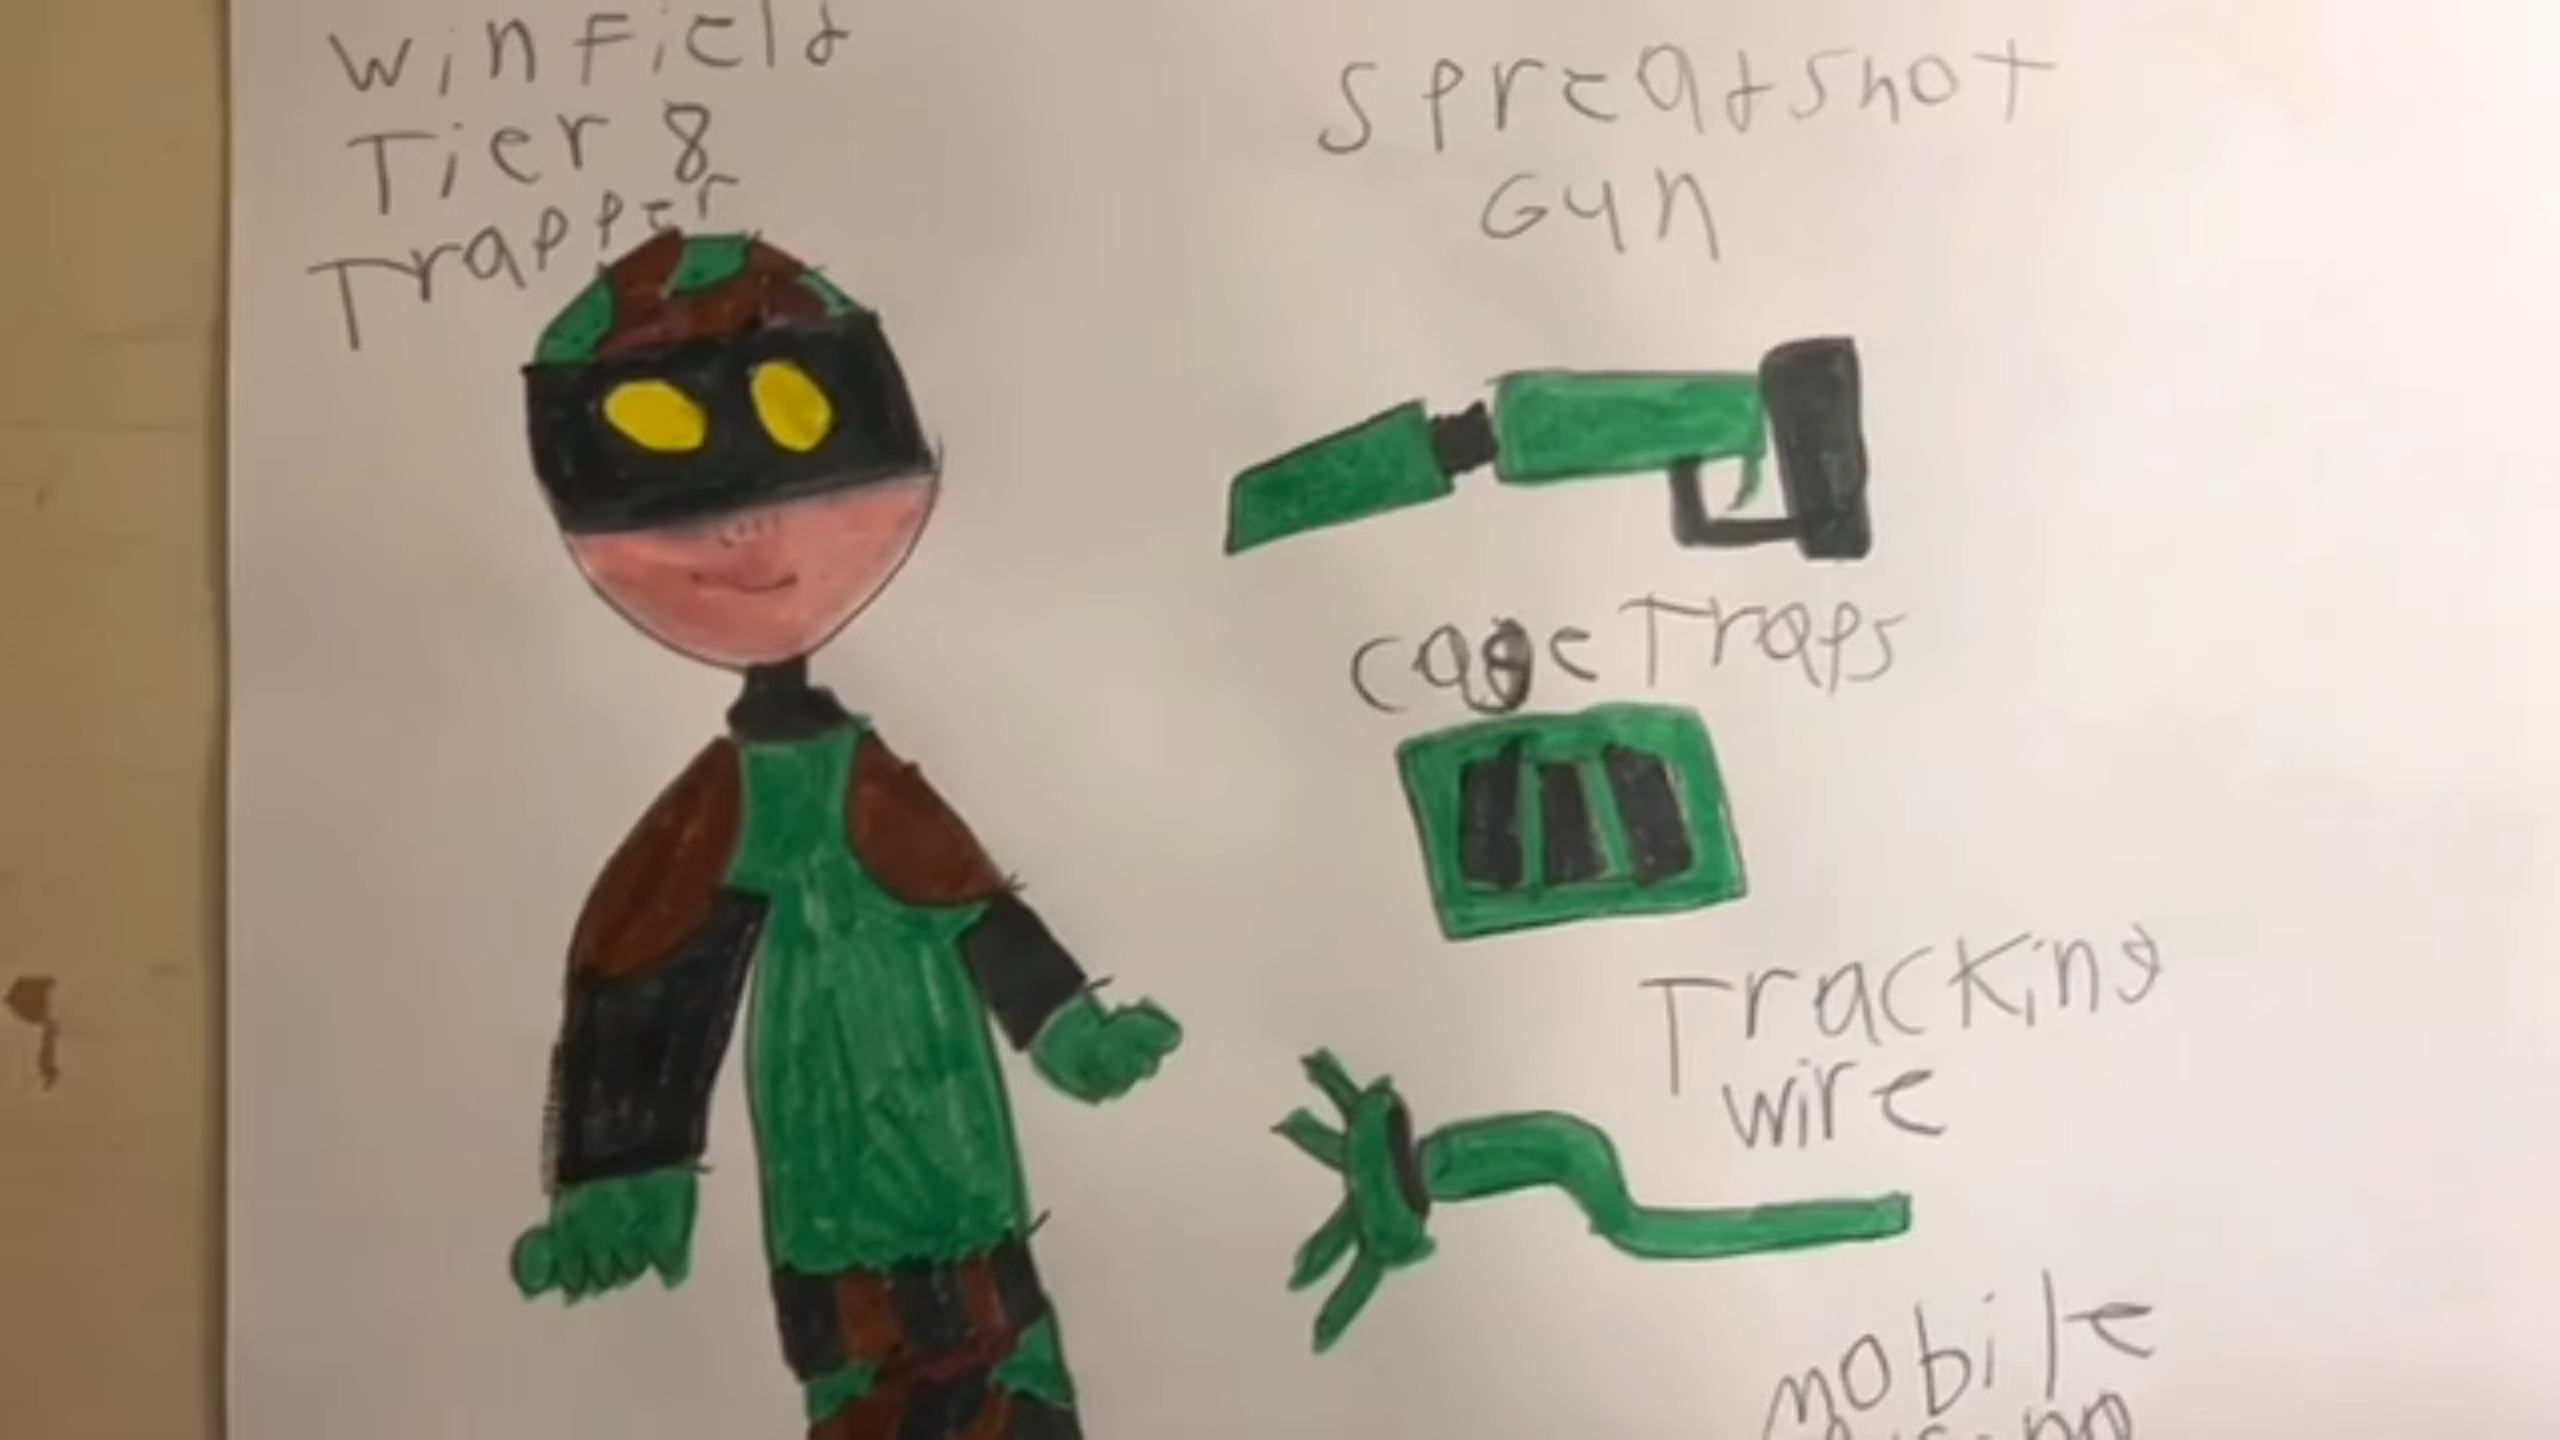 Winfield
Tier 8
Trapper
Spreadshot
Gun
cage Traps
Tracking
wire
mobile